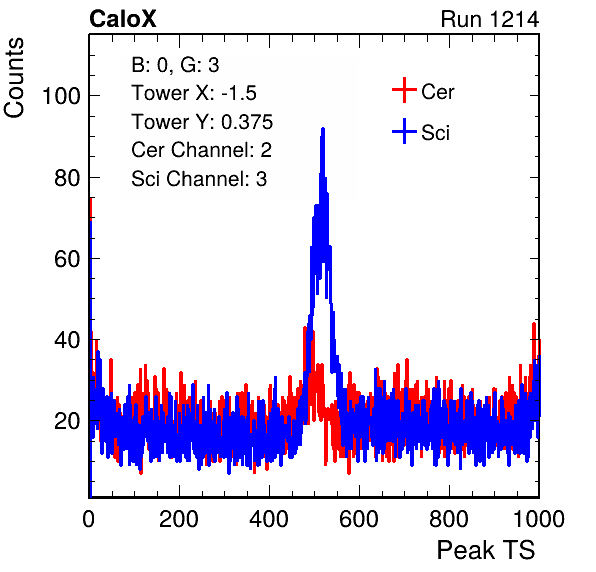 CaloX Run 1214
Counts
B: 0, G: 3
Tower X: -1.5
Tower Y: 0.375
Cer Channel: 2
Sci Channel: 3
Cer
Sci
100
80
60
40
20
0 200 400 600 800 1000
Peak TS